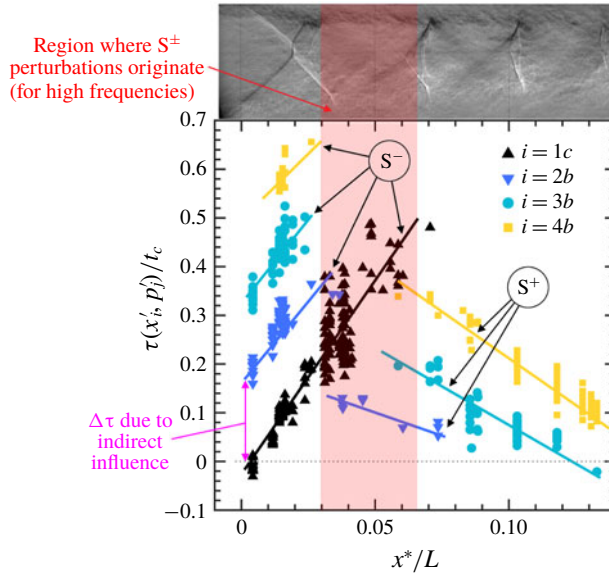 Region where S±
perturbations originate
(for high frequencies)
0.7
0.6
0.5
0.4
0.3
0.2
0.1
0
−0.1
τ(x′i, p′j)/tc
S−
i = 1c
i = 2b
i = 3b
i = 4b
S+
Δτ due to
indirect
influence
0
0.05
0.10
x*/L